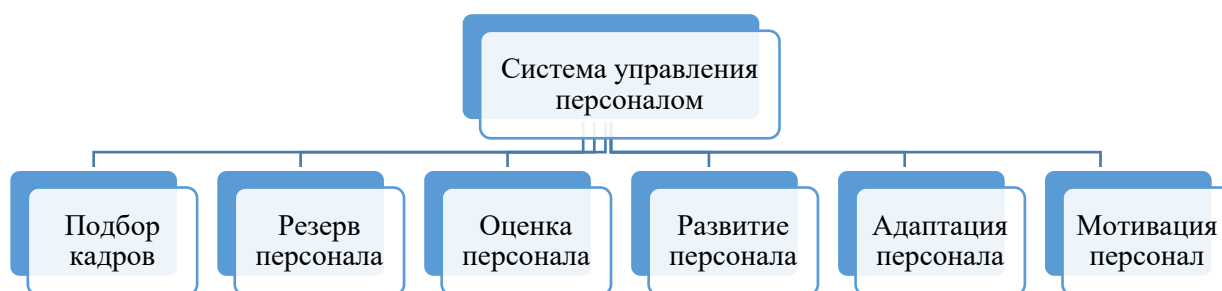 Система управления
персоналом
Подбор
кадров
Резерв
персонала
Оценка
персонала
Развитие
персонала
Адаптация
персонала
Мотивация
персонал